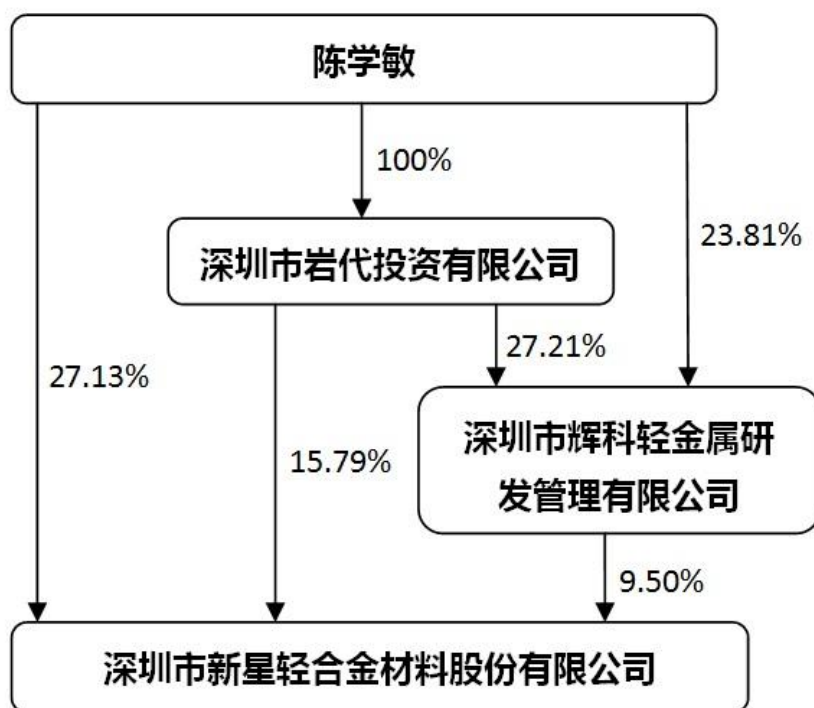 陈学敏
100%
23.81%
深圳市岩代投资有限公司
27.21%
27.13%
深圳市辉科轻金属研
发管理有限公司
15.79%
9.50%
深圳市新星轻合金材料股份有限公司